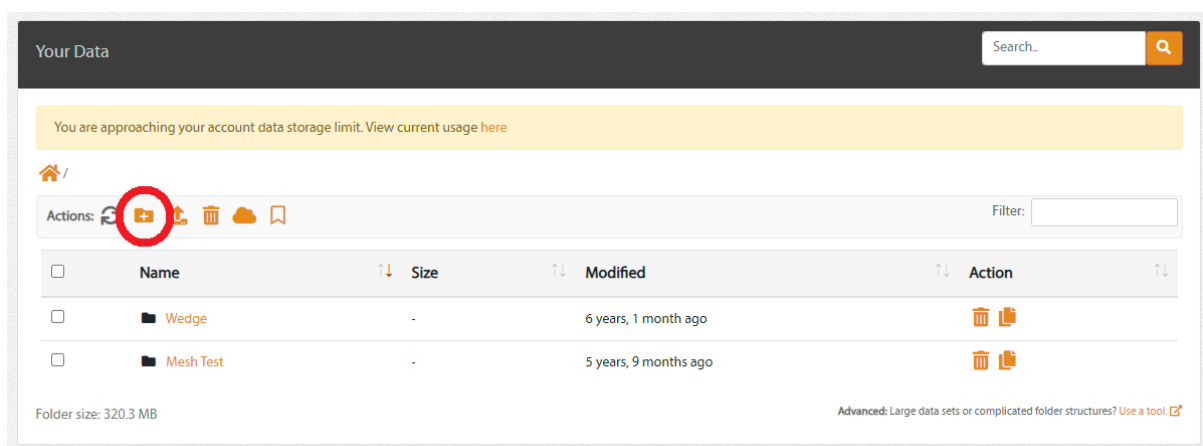 Your Data
Search..
You are approaching your account data storage limit. View current usage here
/
Actions:
Filter:
Name Size Modified Action
Wedge - 6 years, 1 month ago
Mesh Test - 5 years, 9 months ago
Folder size: 320.3 MB
Advanced: Large data sets or complicated folder structures? Use a tool.